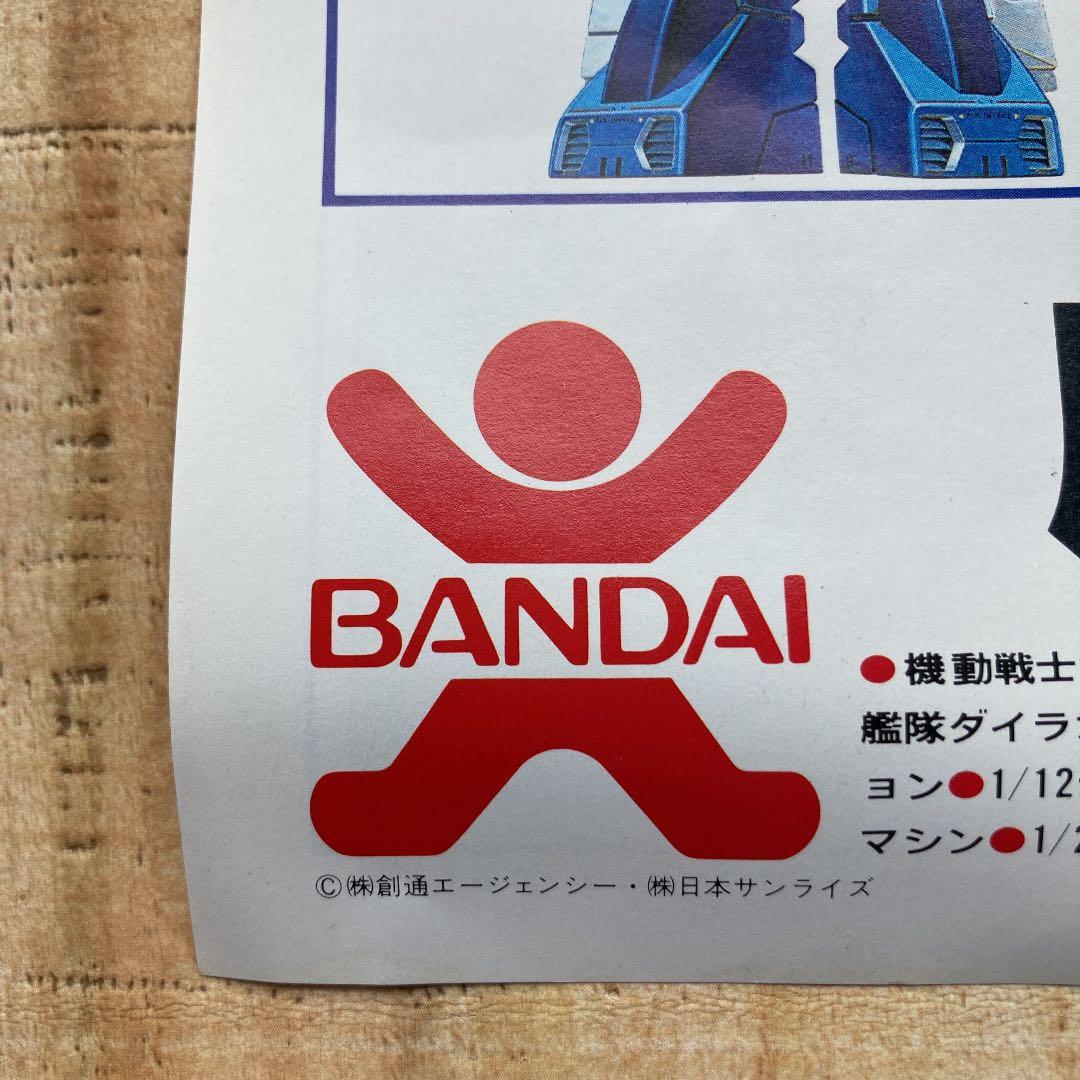 BANDAI
●機動戦士
艦隊ダイラ
ョン●1/12
マシン●1/2
©㈱創通エージェンシー・㈱日本サンライズ